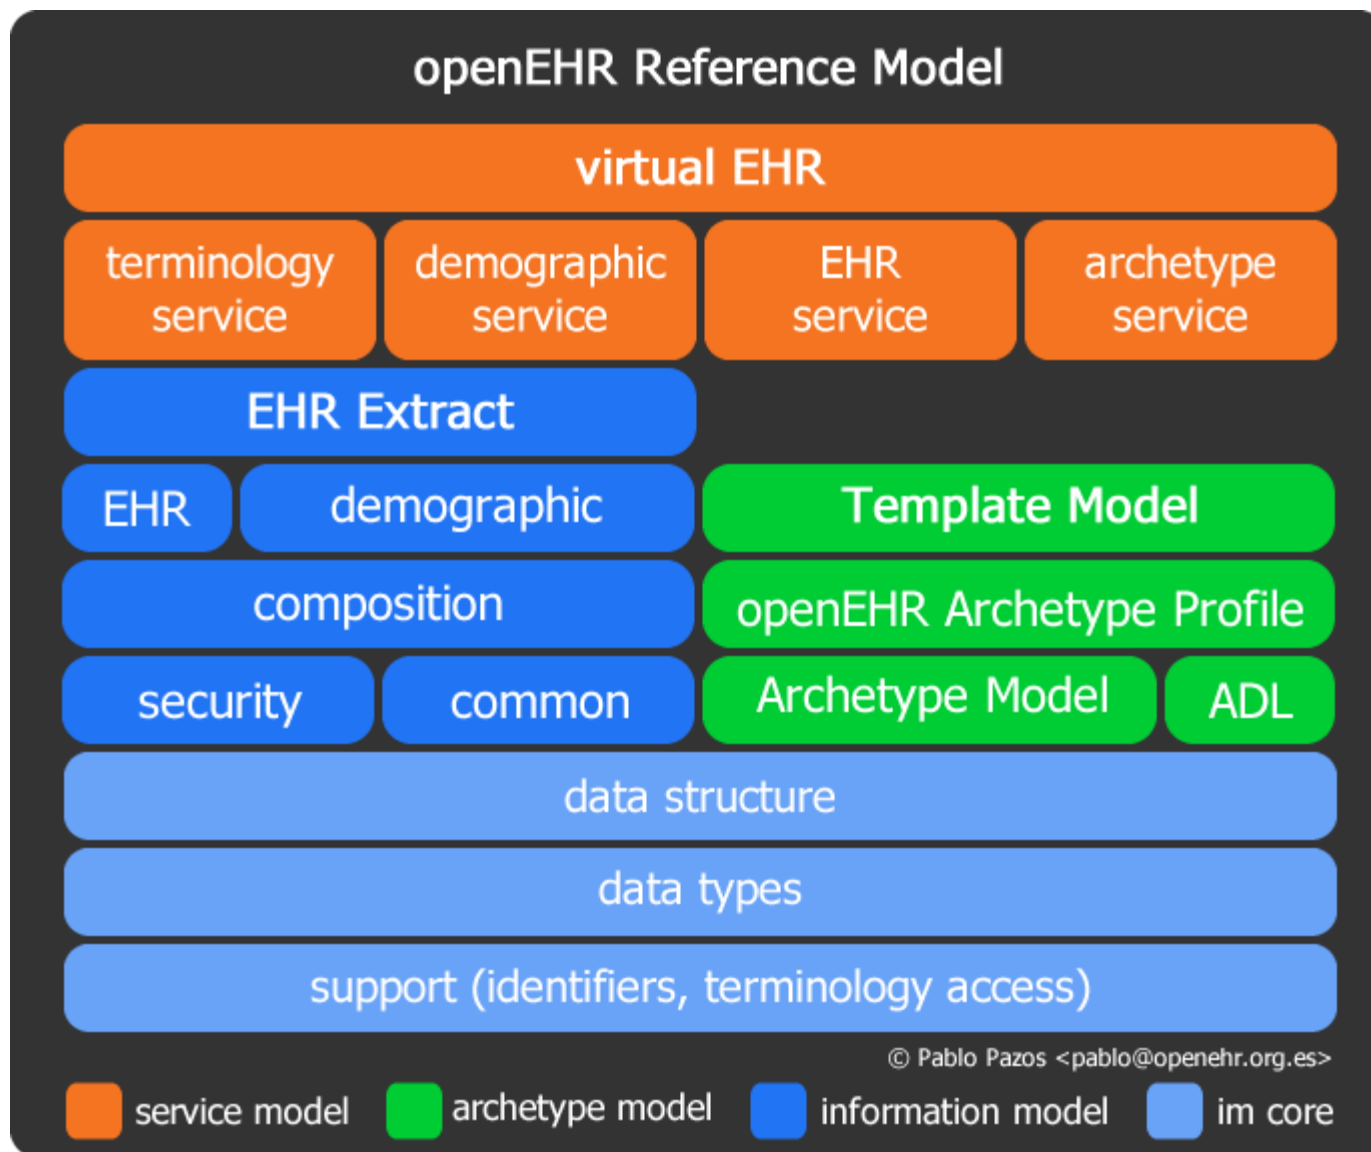 openEHR Reference Model
virtual EHR
terminology
service
demographic
service
EHR
service
archetype
service
EHR Extract
EHR
demographic
Template Model
composition
openEHR Archetype Profile
security
common
Archetype Model
ADL
data structure
data types
support (identifiers, terminology access)
© Pablo Pazos <pablo@openehr.org.es>
service model
archetype model
information model
im core